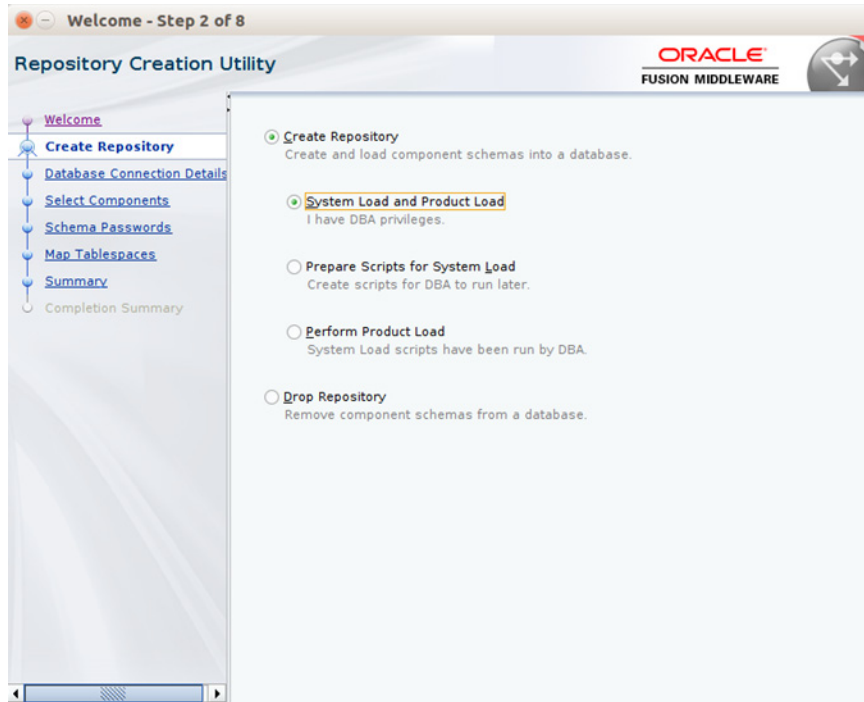 Welcome - Step 2 of 8
Repository Creation Utility
ORACLE
FUSION MIDDLEWARE
Welcome
Create Repository
Database Connection Details
Select Components
Schema Passwords
Map Tablespaces
Summary
Completion Summary
Create Repository
Create and load component schemas into a database.
System Load and Product Load
I have DBA privileges.
Prepare Scripts for System Load
Create scripts for DBA to run later.
Perform Product Load
System Load scripts have been run by DBA.
Drop Repository
Remove component schemas from a database.